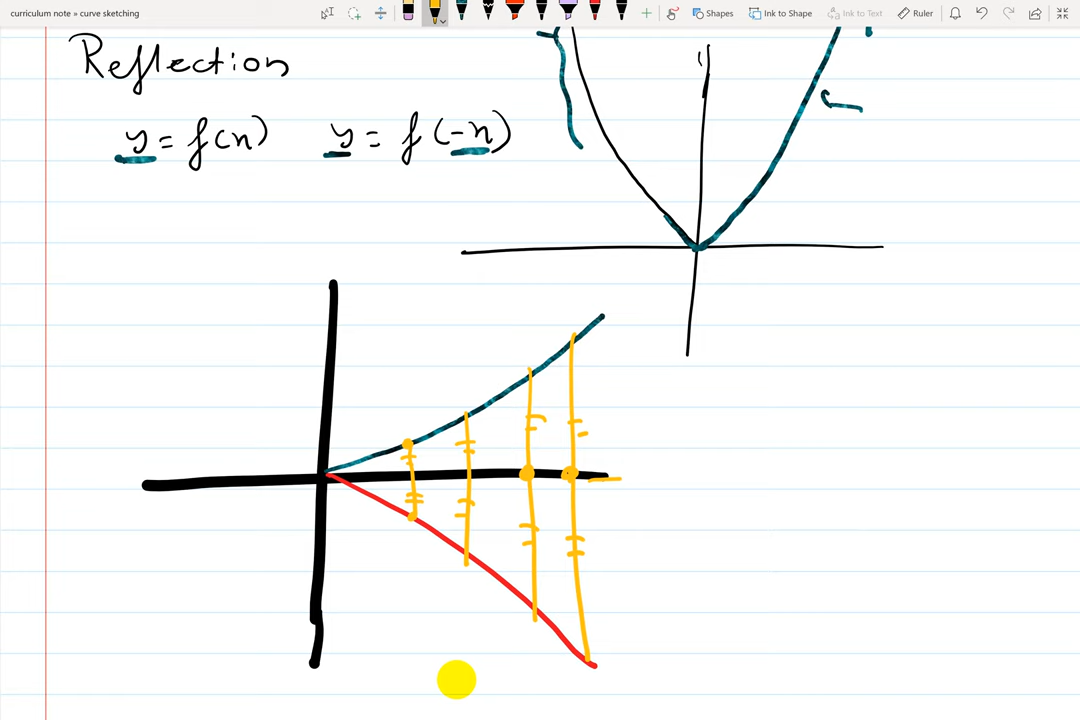 curriculum note » curve sketching
Shapes Ink to Shape Ink to Text Ruler
Reflection
y = f(x) y = f(-x)